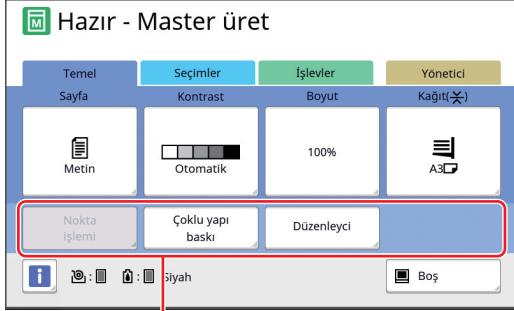 Hazır - Master üret
Temel
Seçimler
İşlevler
Yönetici
Sayfa
Kontrast
Boyut
Kağıt( )
Metin
Otomatik
100%
A3
Nokta
işlemi
Çoklu yapı
baskı
Düzenleyci
i
: : Siyah
Boş